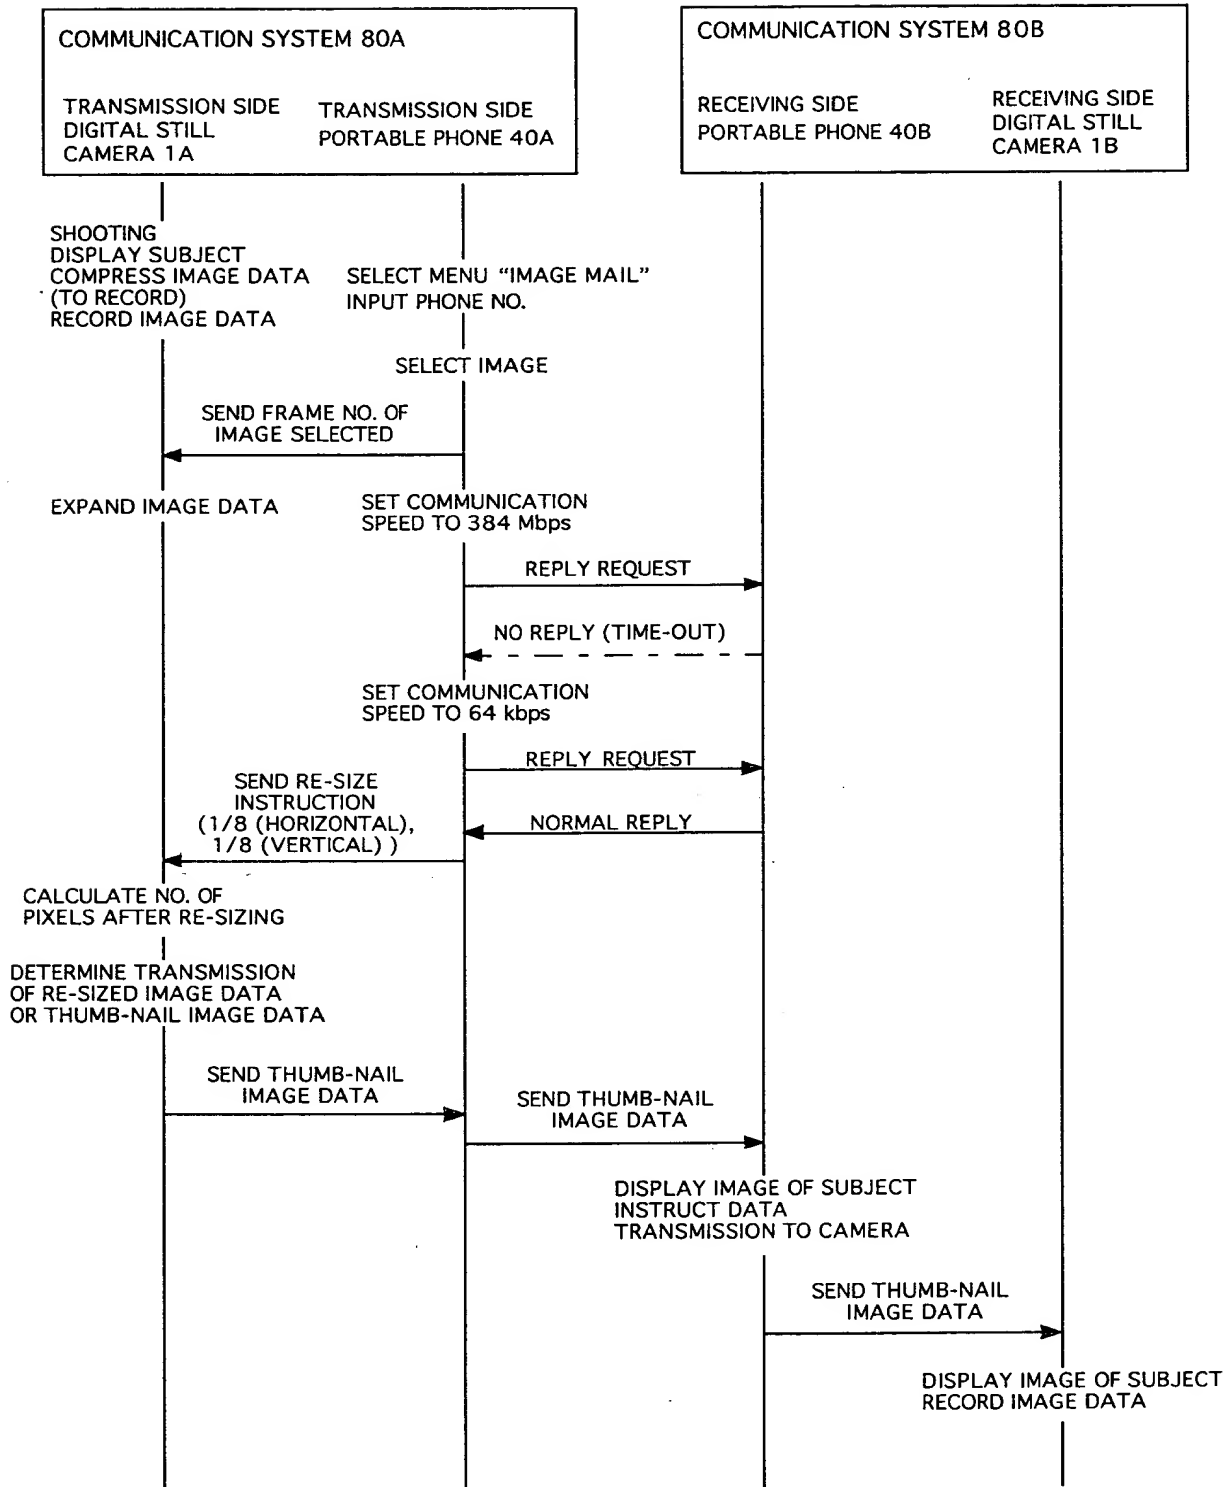 COMMUNICATION SYSTEM 80A
TRANSMISSION SIDE
DIGITAL STILL
CAMERA 1A
TRANSMISSION SIDE
PORTABLE PHONE 40A
COMMUNICATION SYSTEM 80B
RECEIVING SIDE
PORTABLE PHONE 40B
RECEIVING SIDE
DIGITAL STILL
CAMERA 1B
SHOOTING
DISPLAY SUBJECT
COMPRESS IMAGE DATA
(TO RECORD)
RECORD IMAGE DATA
SELECT MENU “IMAGE MAIL”
INPUT PHONE NO.
SELECT IMAGE
SEND FRAME NO. OF
IMAGE SELECTED
EXPAND IMAGE DATA
SET COMMUNICATION
SPEED TO 384 Mbps
REPLY REQUEST
NO REPLY (TIME-OUT)
SET COMMUNICATION
SPEED TO 64 kbps
REPLY REQUEST
NORMAL REPLY
SEND RE-SIZE
INSTRUCTION
(1/8 (HORIZONTAL),
1/8 (VERTICAL) )
CALCULATE NO. OF
PIXELS AFTER RE-SIZING
DETERMINE TRANSMISSION
OF RE-SIZED IMAGE DATA
OR THUMB-NAIL IMAGE DATA
SEND THUMB-NAIL
IMAGE DATA
SEND THUMB-NAIL
IMAGE DATA
DISPLAY IMAGE OF SUBJECT
INSTRUCT DATA
TRANSMISSION TO CAMERA
SEND THUMB-NAIL
IMAGE DATA
DISPLAY IMAGE OF SUBJECT
RECORD IMAGE DATA